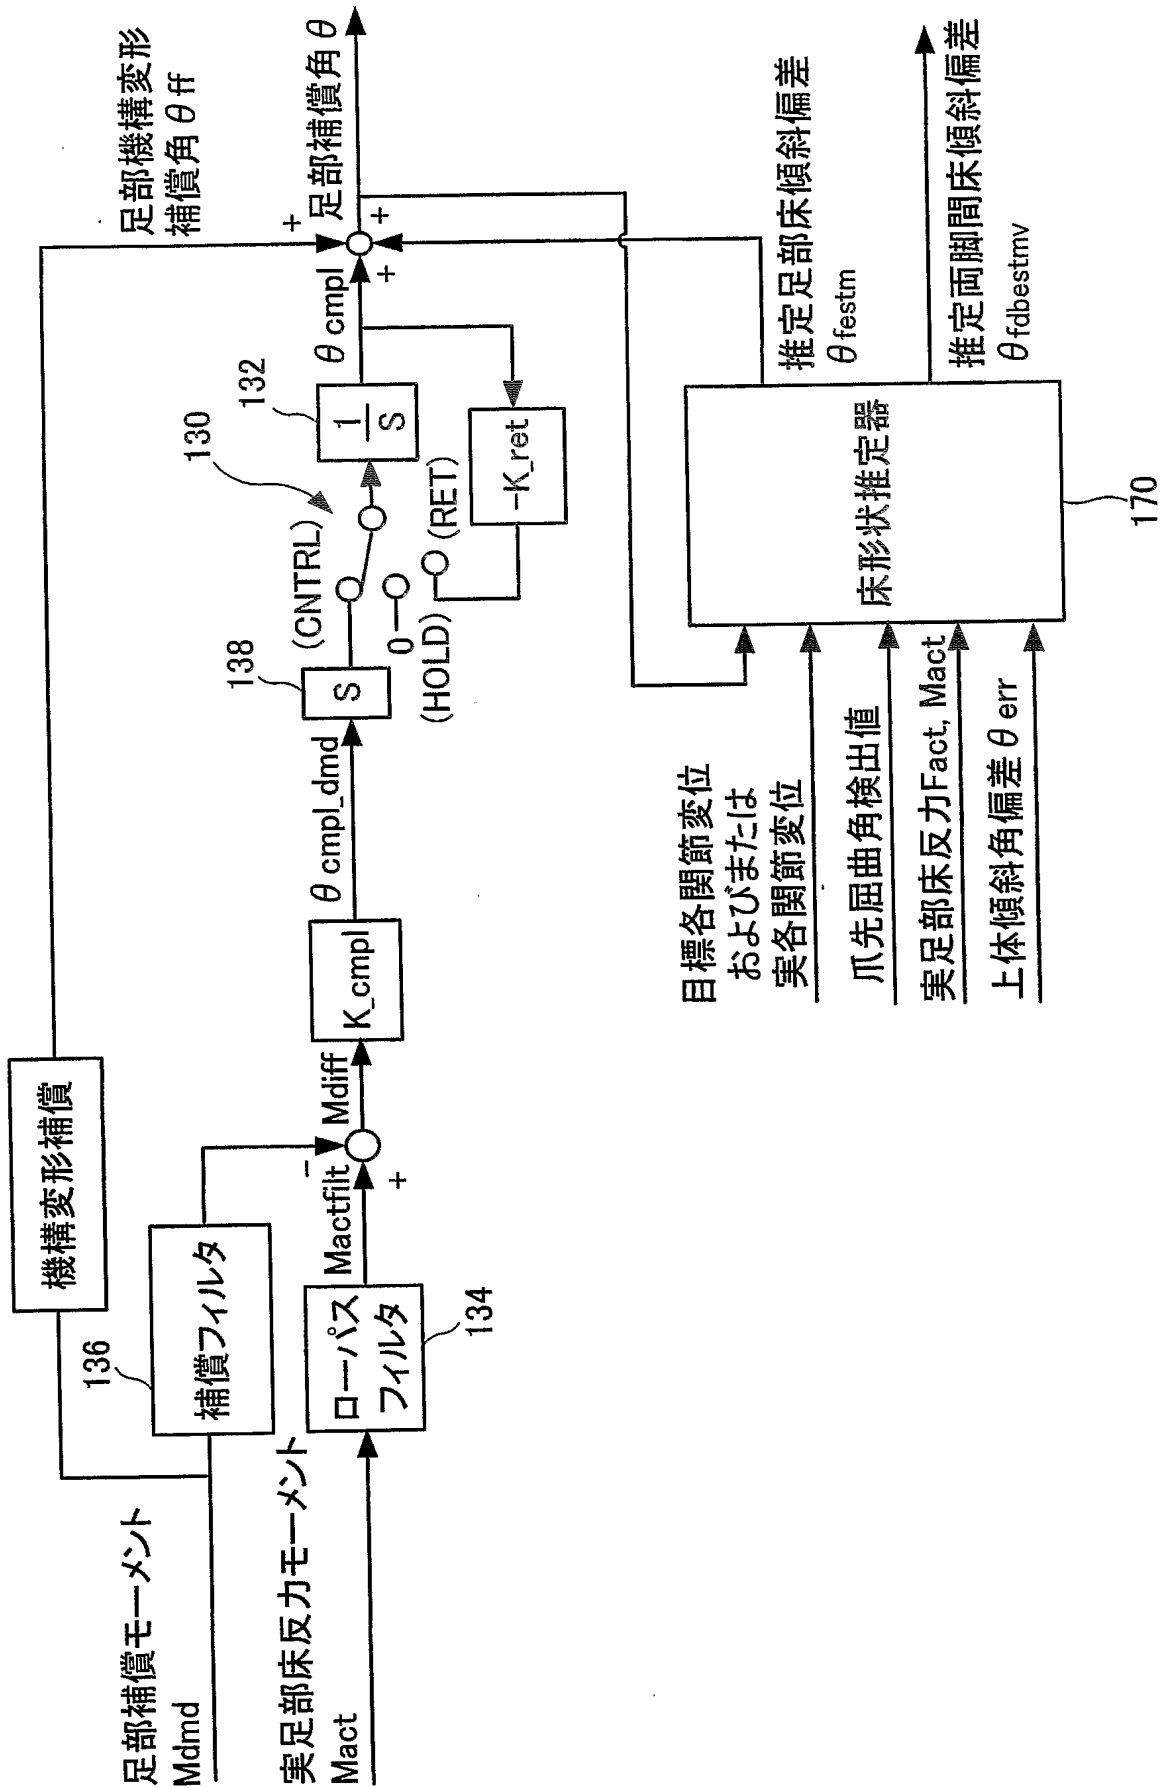 足部補償モーメント
Mdmd
実足部床反力モーメント
Mact
136
補償フィルタ
機構変形補償
ローパス
フィルタ
134
Mactfilt
−
+
Mdiff
K_cmpl
θcmpl_dmd
138
S
(CNTRL)
0
(HOLD)
(RET)
130
132
1
S
-K_ret
θcmpl
足部機構変形
補償角θff
+
+
+
足部補償角θ
目標各関節変位
およびまたは
実各関節変位
爪先屈曲角検出値
実足部床反力Fact, Mact
上体傾斜角偏差θerr
床形状推定器
170
推定足部床傾斜偏差
θfestm
推定両脚間床傾斜偏差
θfdbestmv